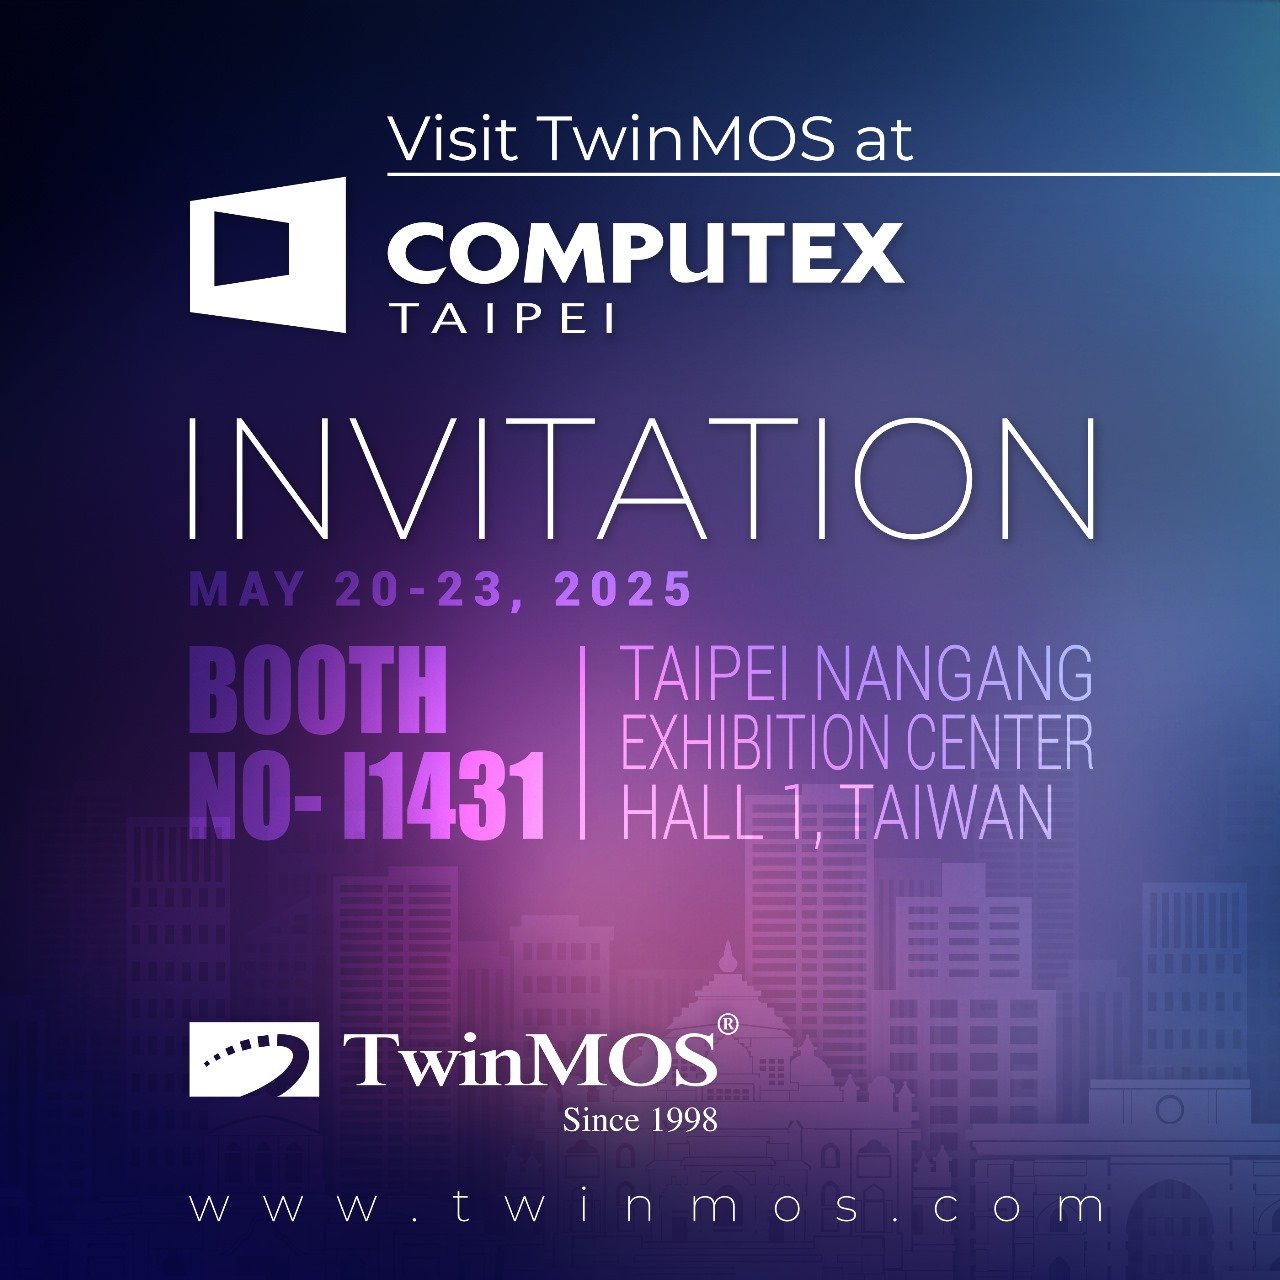 Visit TwinMOS at
COMPUTEX
TAIPEI
INVITATION
MAY 20-23, 2025
BOOTH
NO- I1431
TAIPEI NANGANG
EXHIBITION CENTER
HALL 1, TAIWAN
TwinMOS®
Since 1998
www.twinmos.com